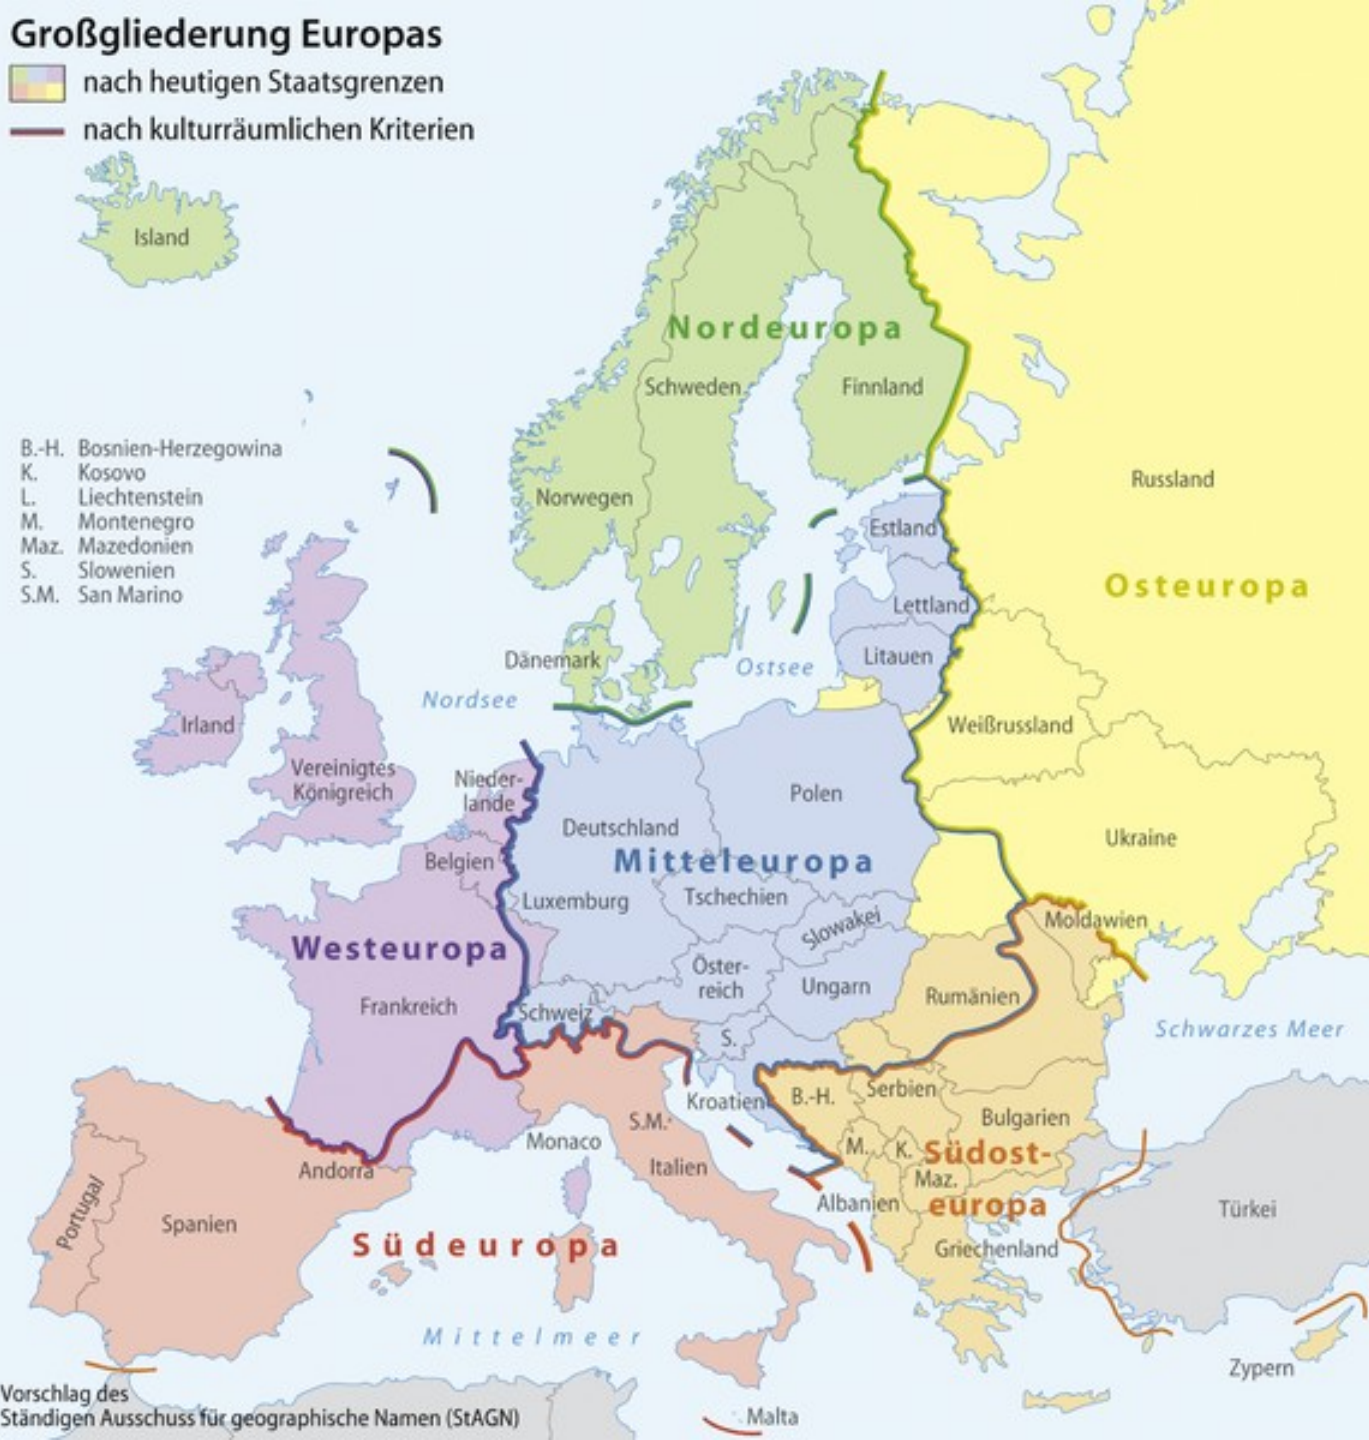 Großgliederung Europas
nach heutigen Staatsgrenzen
nach kulturräumlichen Kriterien
Island
Nordeuropa
Schweden
Finnland
B.-H. Bosnien-Herzegowina
K. Kosovo
L. Liechtenstein
M. Montenegro
Maz. Mazedonien
S. Slowenien
S.M. San Marino
Norwegen
Russland
Estland
Osteuropa
Lettland
Dänemark
Ostsee
Litauen
Nordsee
Irland
Weißrussland
Vereinigtes
Königreich
Nieder-
lande
Polen
Deutschland
Ukraine
Belgien
Mitteleuropa
Luxemburg
Tschechien
Slowakei
Moldawien
Westeuropa
Öster-
reich
Ungarn
Rumänien
Frankreich
Schweiz
S.
Schwarzes Meer
Kroatien
B.-H.
Serbien
S.M.
Bulgarien
Monaco
M.
K.
Südost-
europa
Andorra
Italien
Maz.
Albanien
Portugal
Spanien
Türkei
Südeuropa
Griechenland
Mittelmeer
Zypern
Vorschlag des
Ständigen Ausschuss für geographische Namen (StAGN)
Malta